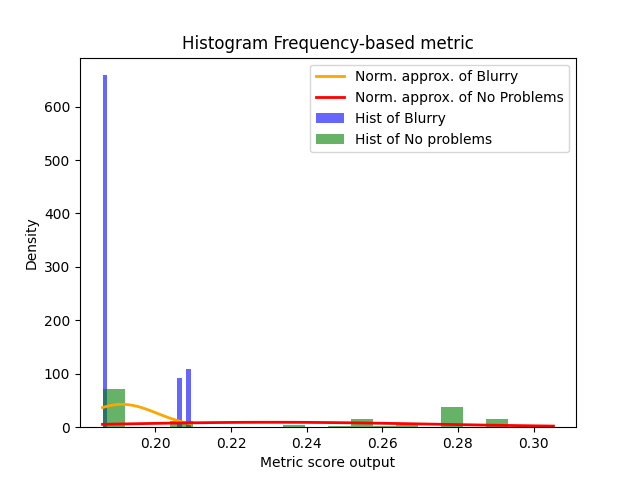 Histogram Frequency-based metric
Norm. approx. of Blurry
Norm. approx. of No Problems
Hist of Blurry
Hist of No problems
600
500
400
300
200
100
0
Density
0.20 0.22 0.24 0.26 0.28 0.30
Metric score output